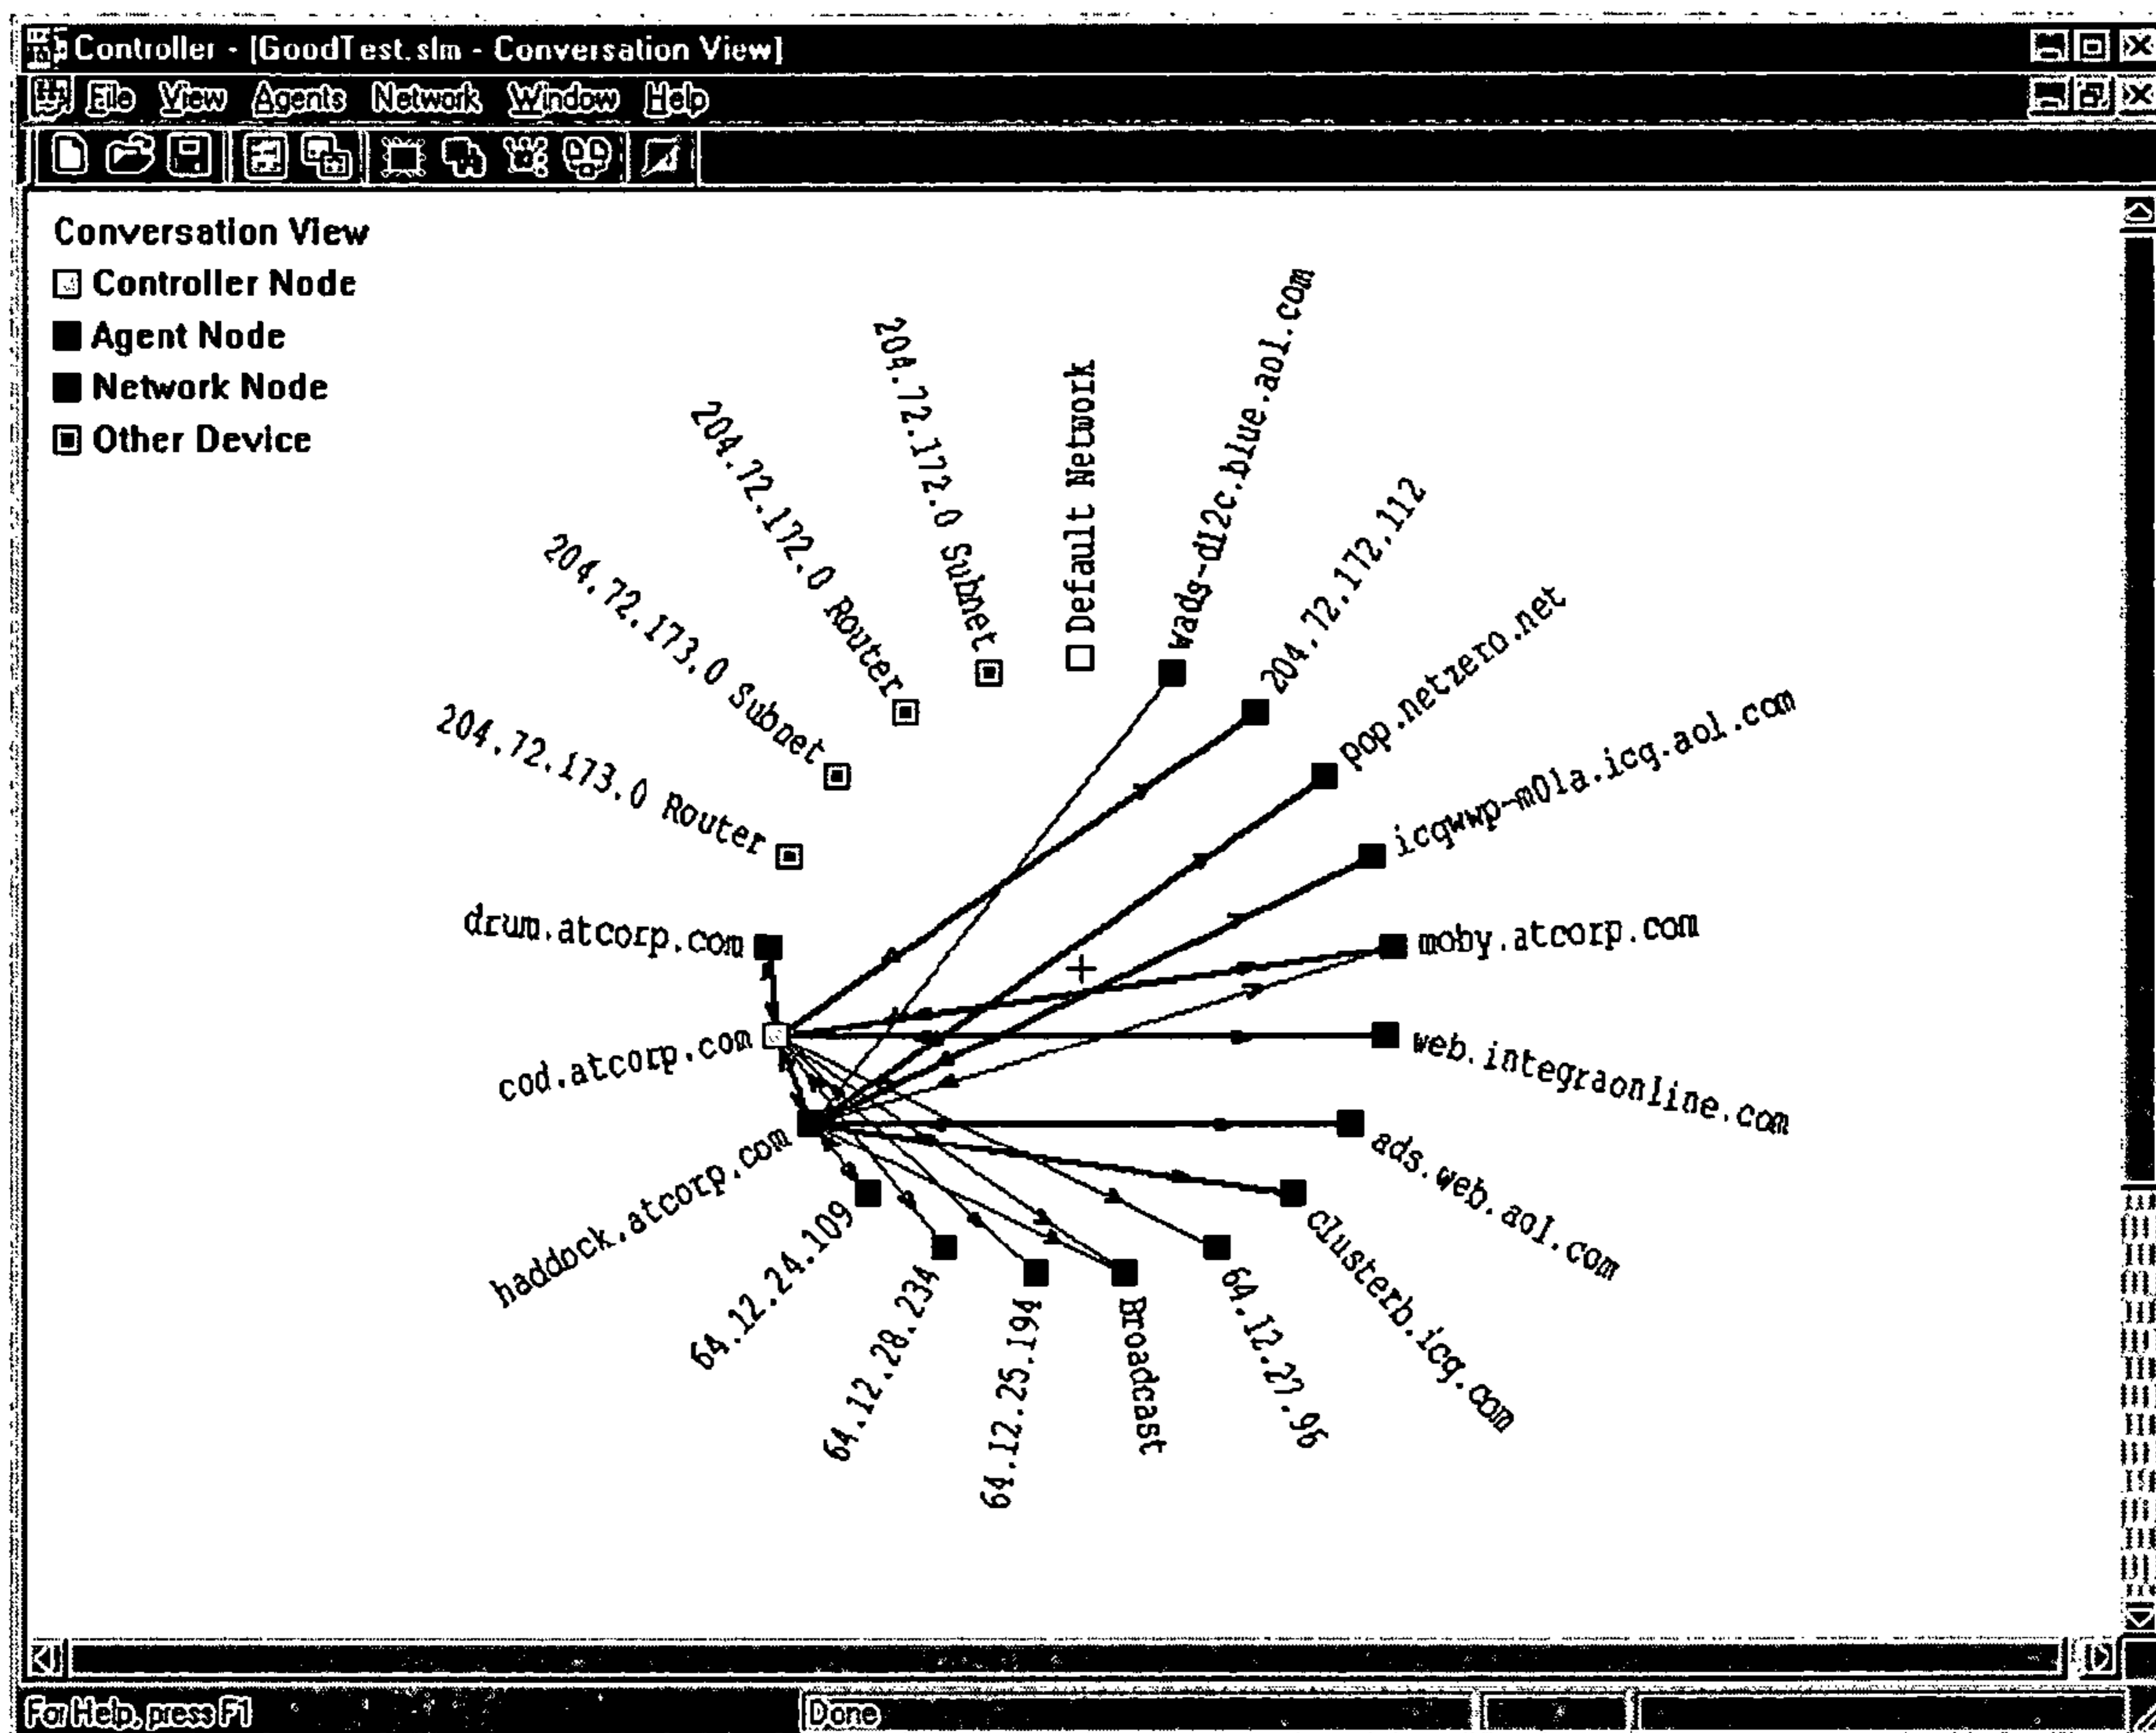 Controller - [GoodTest.slm - Conversation View]
File View Agents Network Window Help
Conversation View
Controller Node
Agent Node
Network Node
Other Device
204.72.173.0 Router
204.72.173.0 Subnet
204.72.172.0 Router
204.72.172.0 Subnet
Default Network
wads-d12c.blue.aol.com
204.72.172.112
pop.netzero.net
icqwwp-m01a.icq.aol.com
moby.atcorp.com
web.integraonline.com
ads.web.aol.com
clusterb.icq.com
64.12.27.96
Broadcast
64.12.25.194
64.12.28.234
64.12.24.109
haddock.atcorp.com
cod.atcorp.com
drum.atcorp.com
For Help, press F1
Done